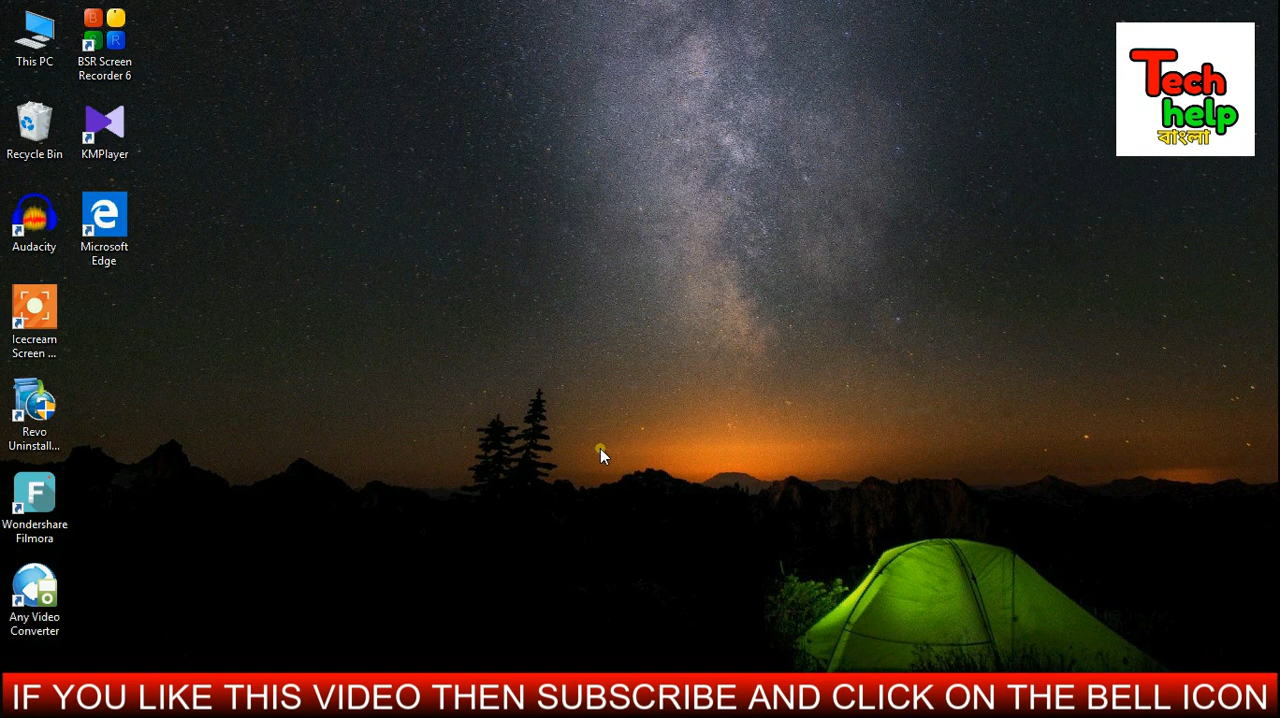 This PC
BSR Screen
Recorder 6
Recycle Bin
KMPlayer
Audacity
Microsoft
Edge
Icecream
Screen ...
Revo
Uninstall...
Wondershare
Filmora
Any Video
Converter
Tech
help
বাংলা
IF YOU LIKE THIS VIDEO THEN SUBSCRIBE AND CLICK ON THE BELL ICON